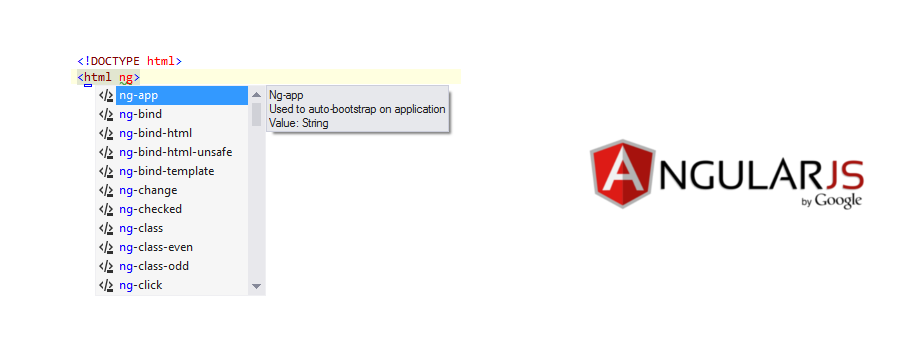 <!DOCTYPE html>
<html ng>
ng-app
ng-bind
ng-bind-html
ng-bind-html-unsafe
ng-bind-template
ng-change
ng-checked
ng-class
ng-class-even
ng-class-odd
ng-click
Ng-app
Used to auto-bootstrap on application
Value: String
ANGULARJS
by Google